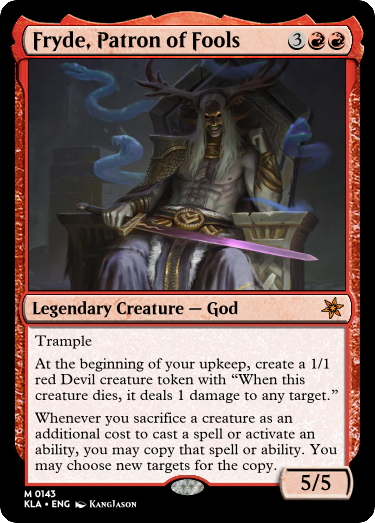 Fryde, Patron of Fools 3
Legendary Creature — God
Trample
At the beginning of your upkeep, create a 1/1
red Devil creature token with “When this
creature dies, it deals 1 damage to any target.”
Whenever you sacrifice a creature as an
additional cost to cast a spell or activate an
ability, you may copy that spell or ability. You
may choose new targets for the copy.
5/5
M 0143
KLA • ENG KangJason